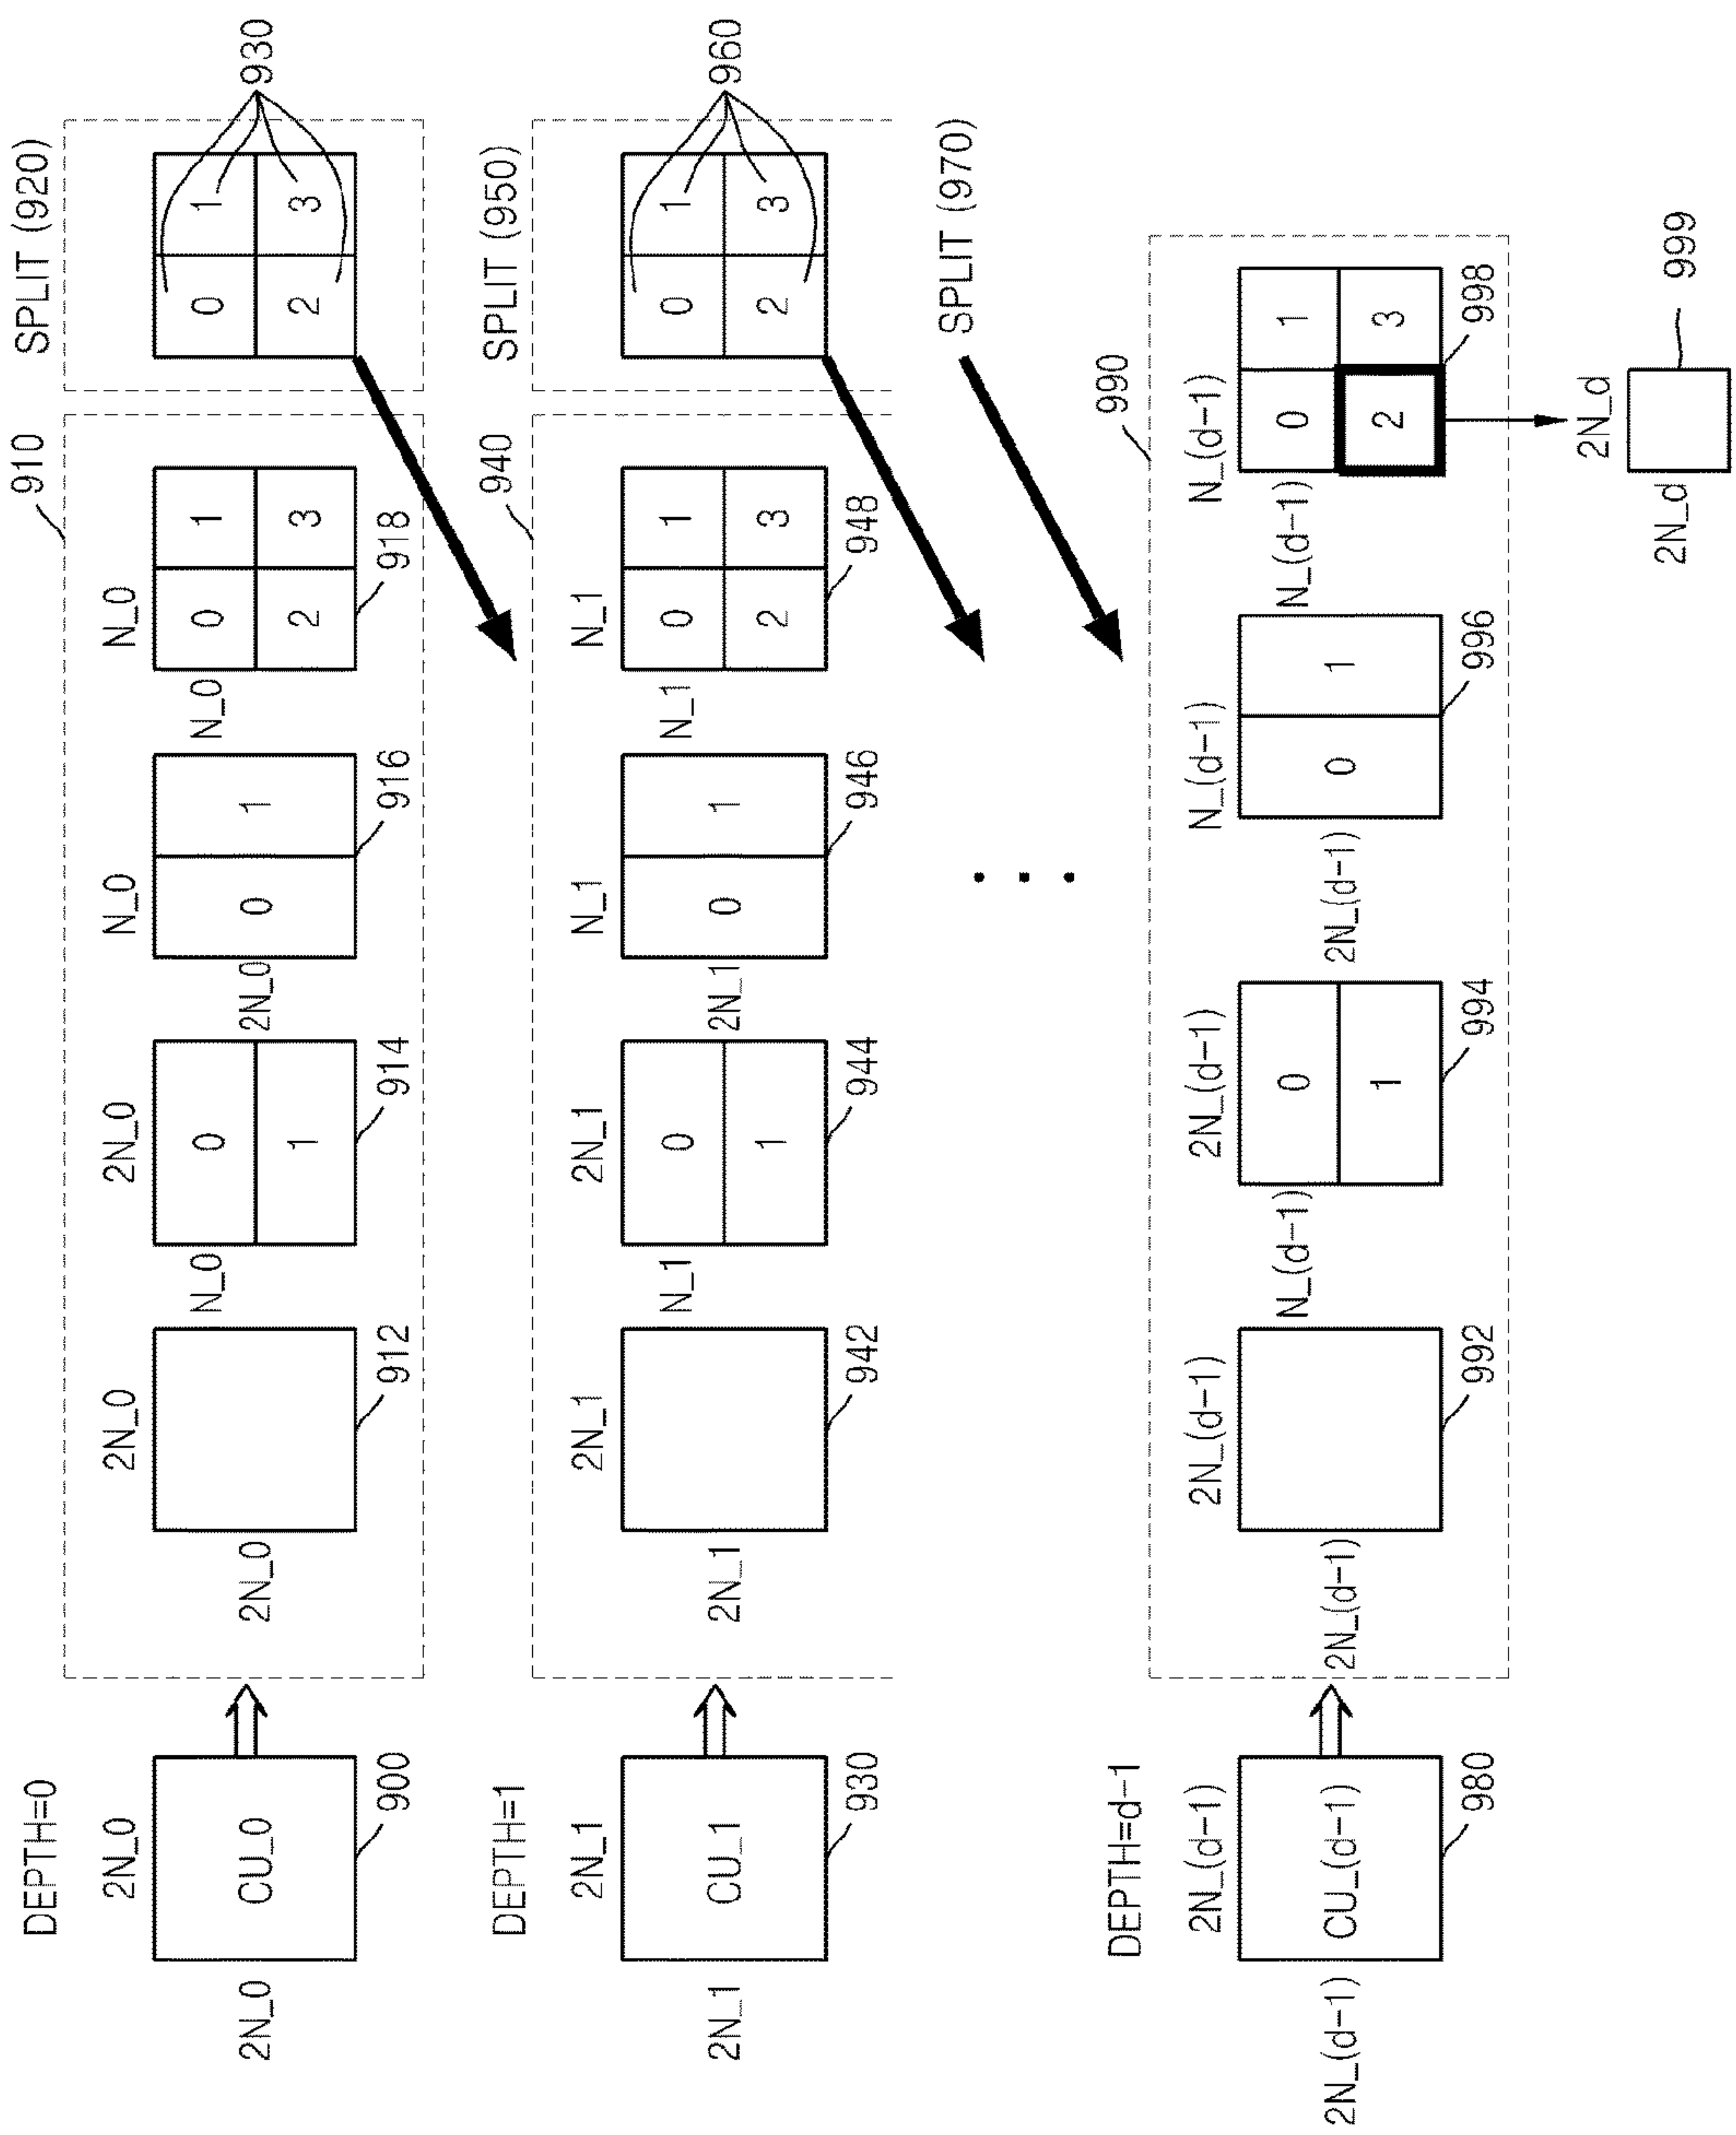 DEPTH=0
2N_0
2N_0
CU_0
900
910
2N_0
2N_0
912
2N_0
N_0
0
1
914
N_0
2N_0
0
1
916
N_0
N_0
0
1
2
3
918
SPLIT (920)
0
1
2
3
930
DEPTH=1
2N_1
2N_1
CU_1
930
940
2N_1
2N_1
942
2N_1
N_1
0
1
944
N_1
2N_1
0
1
946
N_1
N_1
0
1
2
3
948
SPLIT (950)
0
1
2
3
960
SPLIT (970)
DEPTH=d-1
2N_(d-1)
2N_(d-1)
CU_(d-1)
980
990
2N_(d-1)
2N_(d-1)
992
2N_(d-1)
N_(d-1)
0
1
994
N_(d-1)
2N_(d-1)
0
1
996
N_(d-1)
N_(d-1)
0
1
2
3
998
2N_d
2N_d
999